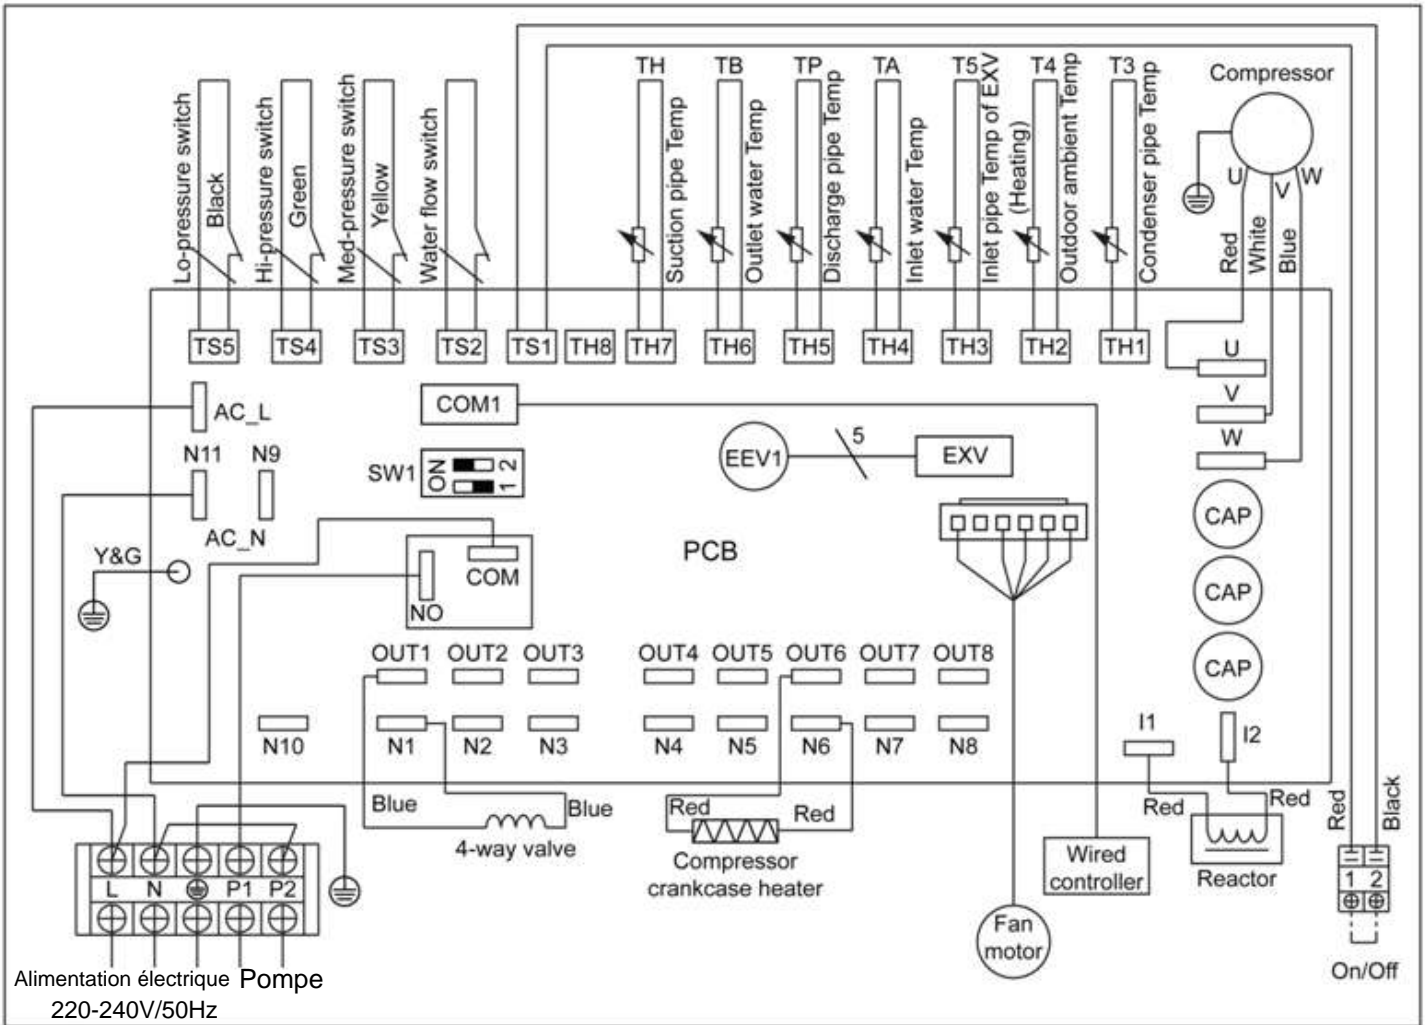 TH TB TP TA T5 T4 T3
Compressor
Lo-pressure switch
Black
Hi-pressure switch
Green
Med-pressure switch
Yellow
Water flow switch
Suction pipe Temp
Outlet water Temp
Discharge pipe Temp
Inlet water Temp
Inlet pipe Temp of EXV
(Heating)
Outdoor ambient Temp
Condenser pipe Temp
U V W
Red
White
Blue
TS5 TS4 TS3 TS2 TS1 TH8 TH7 TH6 TH5 TH4 TH3 TH2 TH1
U
V
W
AC_L
COM1
N11 N9
SW1
ON
1 2
EEV1
5
EXV
AC_N
CAP
CAP
CAP
Y&G
COM
NO
PCB
OUT1 OUT2 OUT3 OUT4 OUT5 OUT6 OUT7 OUT8
N10 N1 N2 N3 N4 N5 N6 N7 N8
I1
I2
Blue
Blue
4-way valve
Red
Red
Compressor
crankcase heater
Red
Red
Reactor
Red
Black
Wired
controller
1 2
L N P1 P2
Fan
motor
On/Off
Alimentation électrique Pompe
220-240V/50Hz